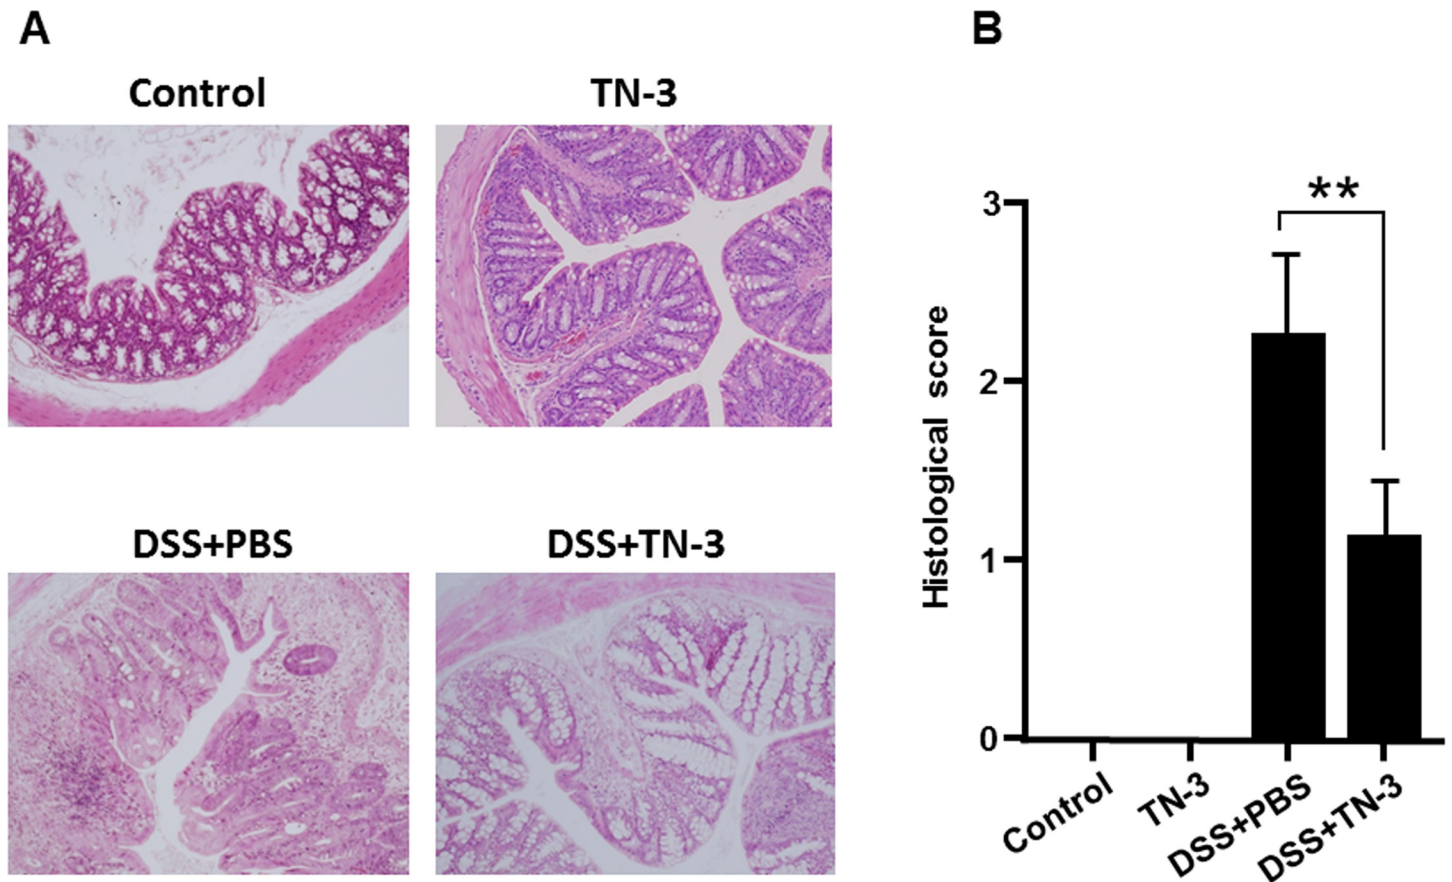 A
Control
TN-3
DSS+PBS
DSS+TN-3
B
**
3
2
1
0
Histological score
Control
TN-3
DSS+PBS
DSS+TN-3